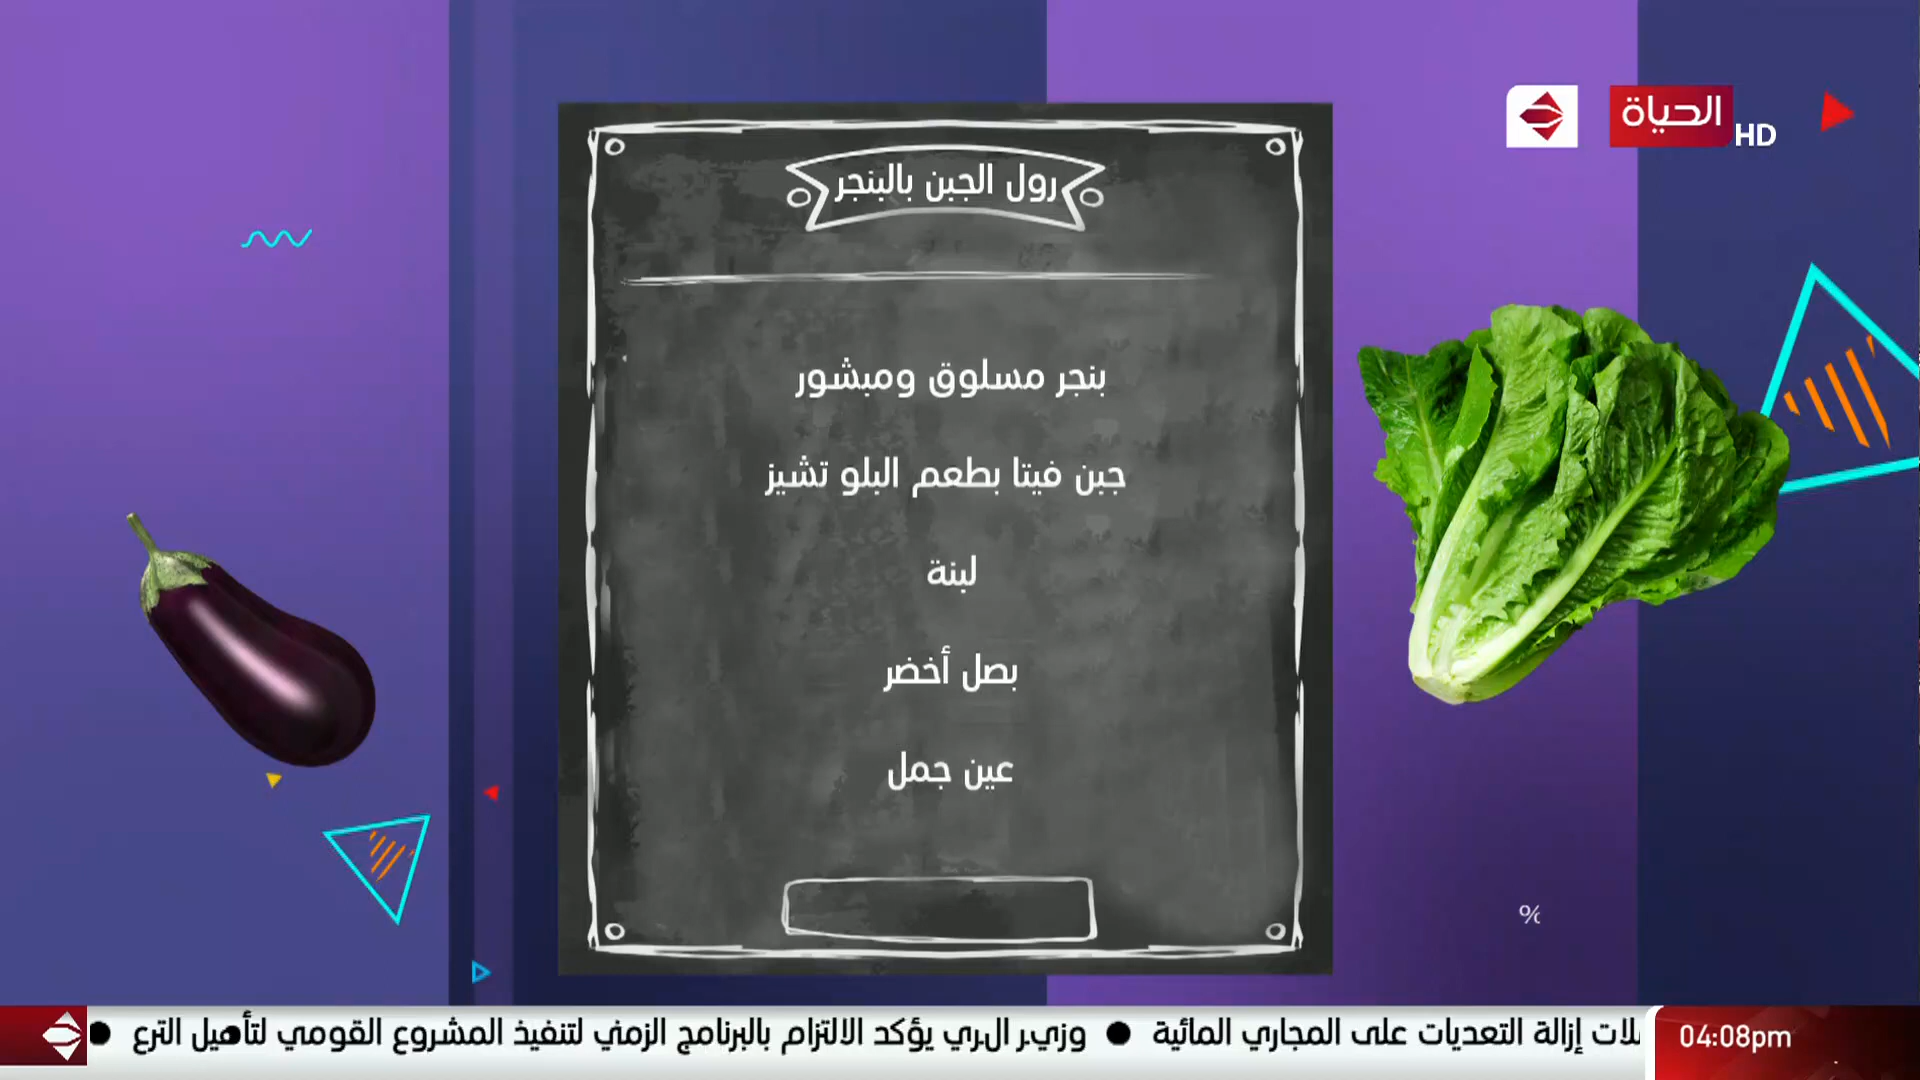 الحياة
HD
رول الجبن بالبنجر
بنجر مسلوق ومبشور
جبن فيتا بطعم البلو تشيز
لبنة
بصل أخضر
عين جمل
%
إزالة التعديات على المجاري المائية ● وزير الري يؤكد الالتزام بالبرنامج الزمني لتنفيذ المشروع القومي لتأهيل الترع ●
04:08pm